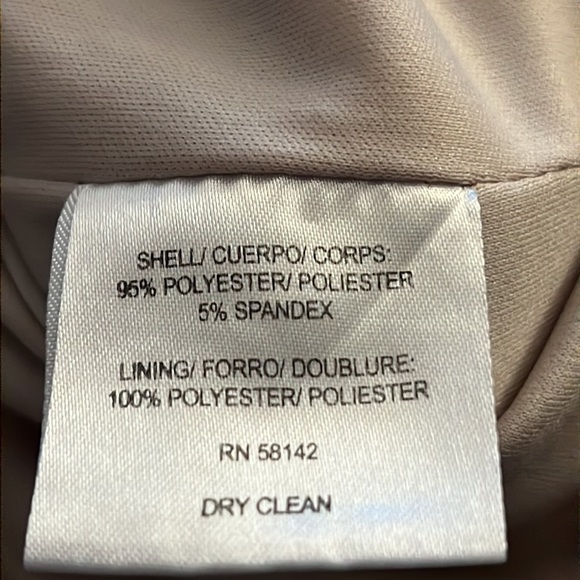 SHELL/ CUERPO/ CORPS:
95% POLYESTER/ POLIESTER
5% SPANDEX
LINING/ FORRO/ DOUBLURE:
100% POLYESTER/ POLIESTER
RN 58142
DRY CLEAN